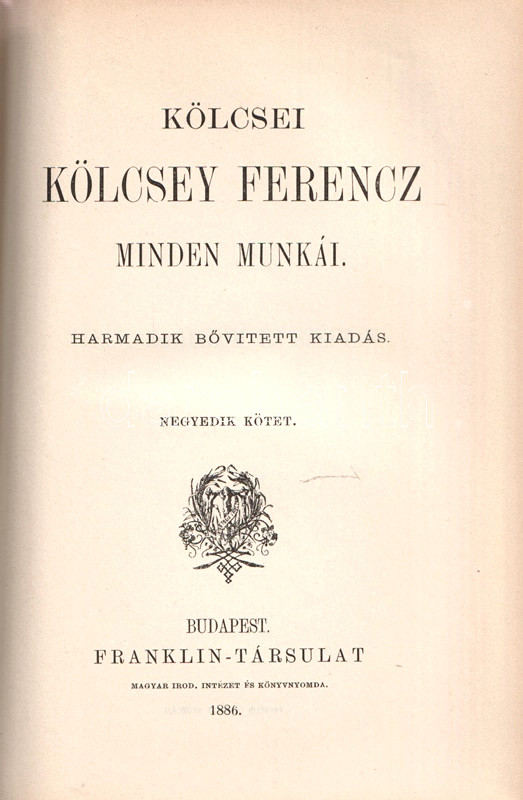 KÖLCSEI
KÖLCSEY FERENCZ
MINDEN MUNKÁI.
HARMADIK BŐVITETT KIADÁS.
NEGYEDIK KÖTET.
BUDAPEST.
FRANKLIN-TÁRSULAT
MAGYAR IROD. INTÉZET ÉS KÖNYVNYOMDA.
1886.